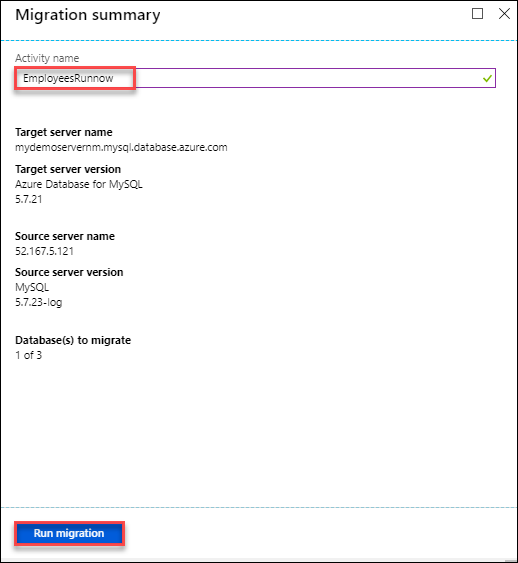 Migration summary
Activity name
EmployeesRunnow
Target server name
mydemoservernm.mysql.database.azure.com
Target server version
Azure Database for MySQL
5.7.21
Source server name
52.167.5.121
Source server version
MySQL
5.7.23-log
Database(s) to migrate
1 of 3
Run migration